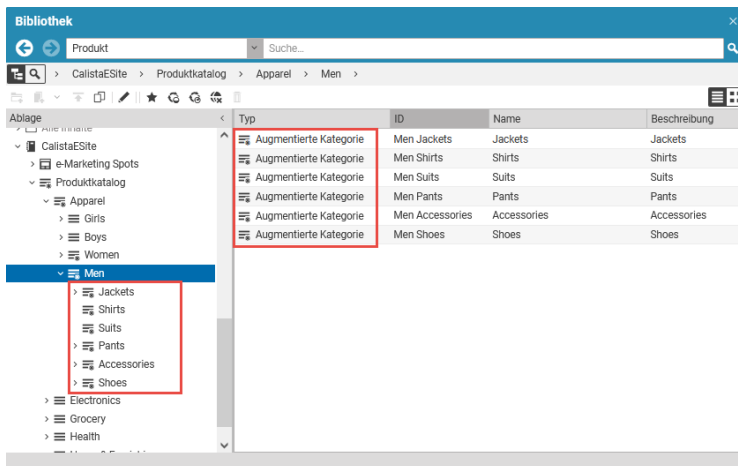 Bibliothek
Produkt
Suche...
CalistaESite > Produktkatalog > Apparel > Men >
Ablage
Typ ID Name Beschreibung
Alle Inhalte
CalistaESite
e-Marketing Spots
Produktkatalog
Apparel
Girls
Boys
Women
Men
Jackets
Shirts
Suits
Pants
Accessories
Shoes
Electronics
Grocery
Health
Augmentierte Kategorie Men Jackets Jackets Jackets
Augmentierte Kategorie Men Shirts Shirts Shirts
Augmentierte Kategorie Men Suits Suits Suits
Augmentierte Kategorie Men Pants Pants Pants
Augmentierte Kategorie Men Accessories Accessories Accessories
Augmentierte Kategorie Men Shoes Shoes Shoes